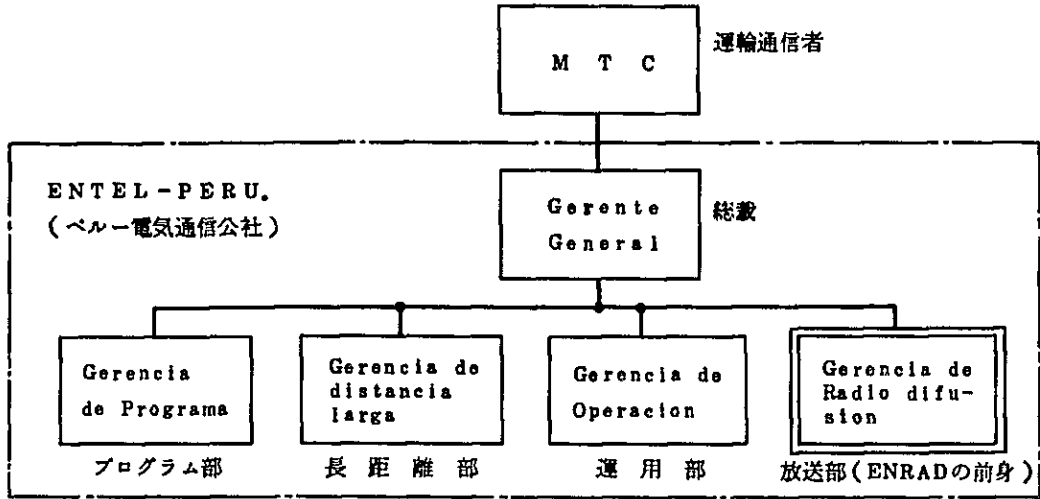 M T C
運輸通信者
ENTEL-PERU.
(ペルー電気通信公社)
Gerente
General
総裁
Gerencia
de Programa
Gerencia de
distancia
larga
Gerencia de
Operacion
Gerencia de
Radio difu-
sion
プログラム部
長距離部
運用部
放送部(ENRADの前身)